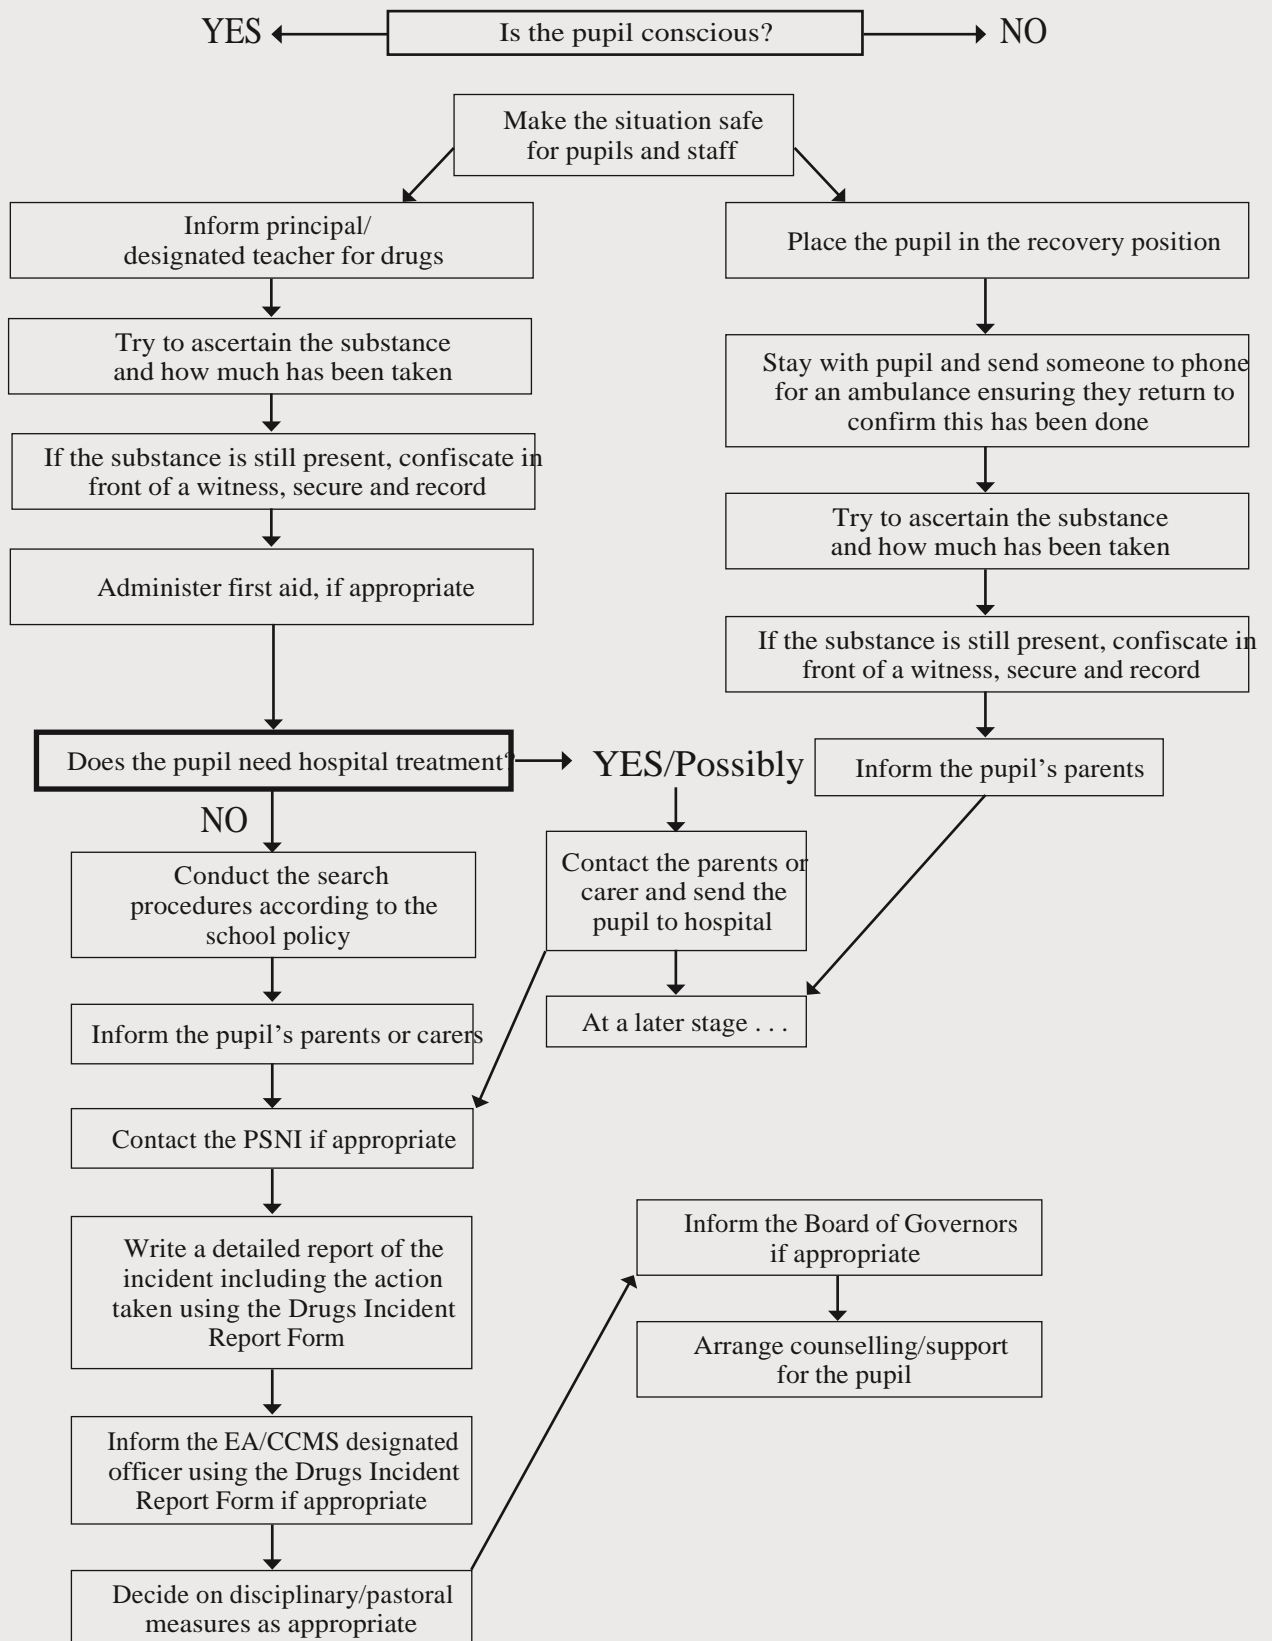 YES
Is the pupil conscious?
NO
Make the situation safe
for pupils and staff
Inform principal/
designated teacher for drugs
Try to ascertain the substance
and how much has been taken
If the substance is still present, confiscate in
front of a witness, secure and record
Administer first aid, if appropriate
Does the pupil need hospital treatment?
YES/Possibly
NO
Place the pupil in the recovery position
Stay with pupil and send someone to phone
for an ambulance ensuring they return to
confirm this has been done
Try to ascertain the substance
and how much has been taken
If the substance is still present, confiscate in
front of a witness, secure and record
Inform the pupil's parents
Contact the parents or
carer and send the
pupil to hospital
At a later stage . . .
Conduct the search
procedures according to the
school policy
Inform the pupil's parents or carers
Contact the PSNI if appropriate
Write a detailed report of the
incident including the action
taken using the Drugs Incident
Report Form
Inform the EA/CCMS designated
officer using the Drugs Incident
Report Form if appropriate
Decide on disciplinary/pastoral
measures as appropriate
Inform the Board of Governors
if appropriate
Arrange counselling/support
for the pupil